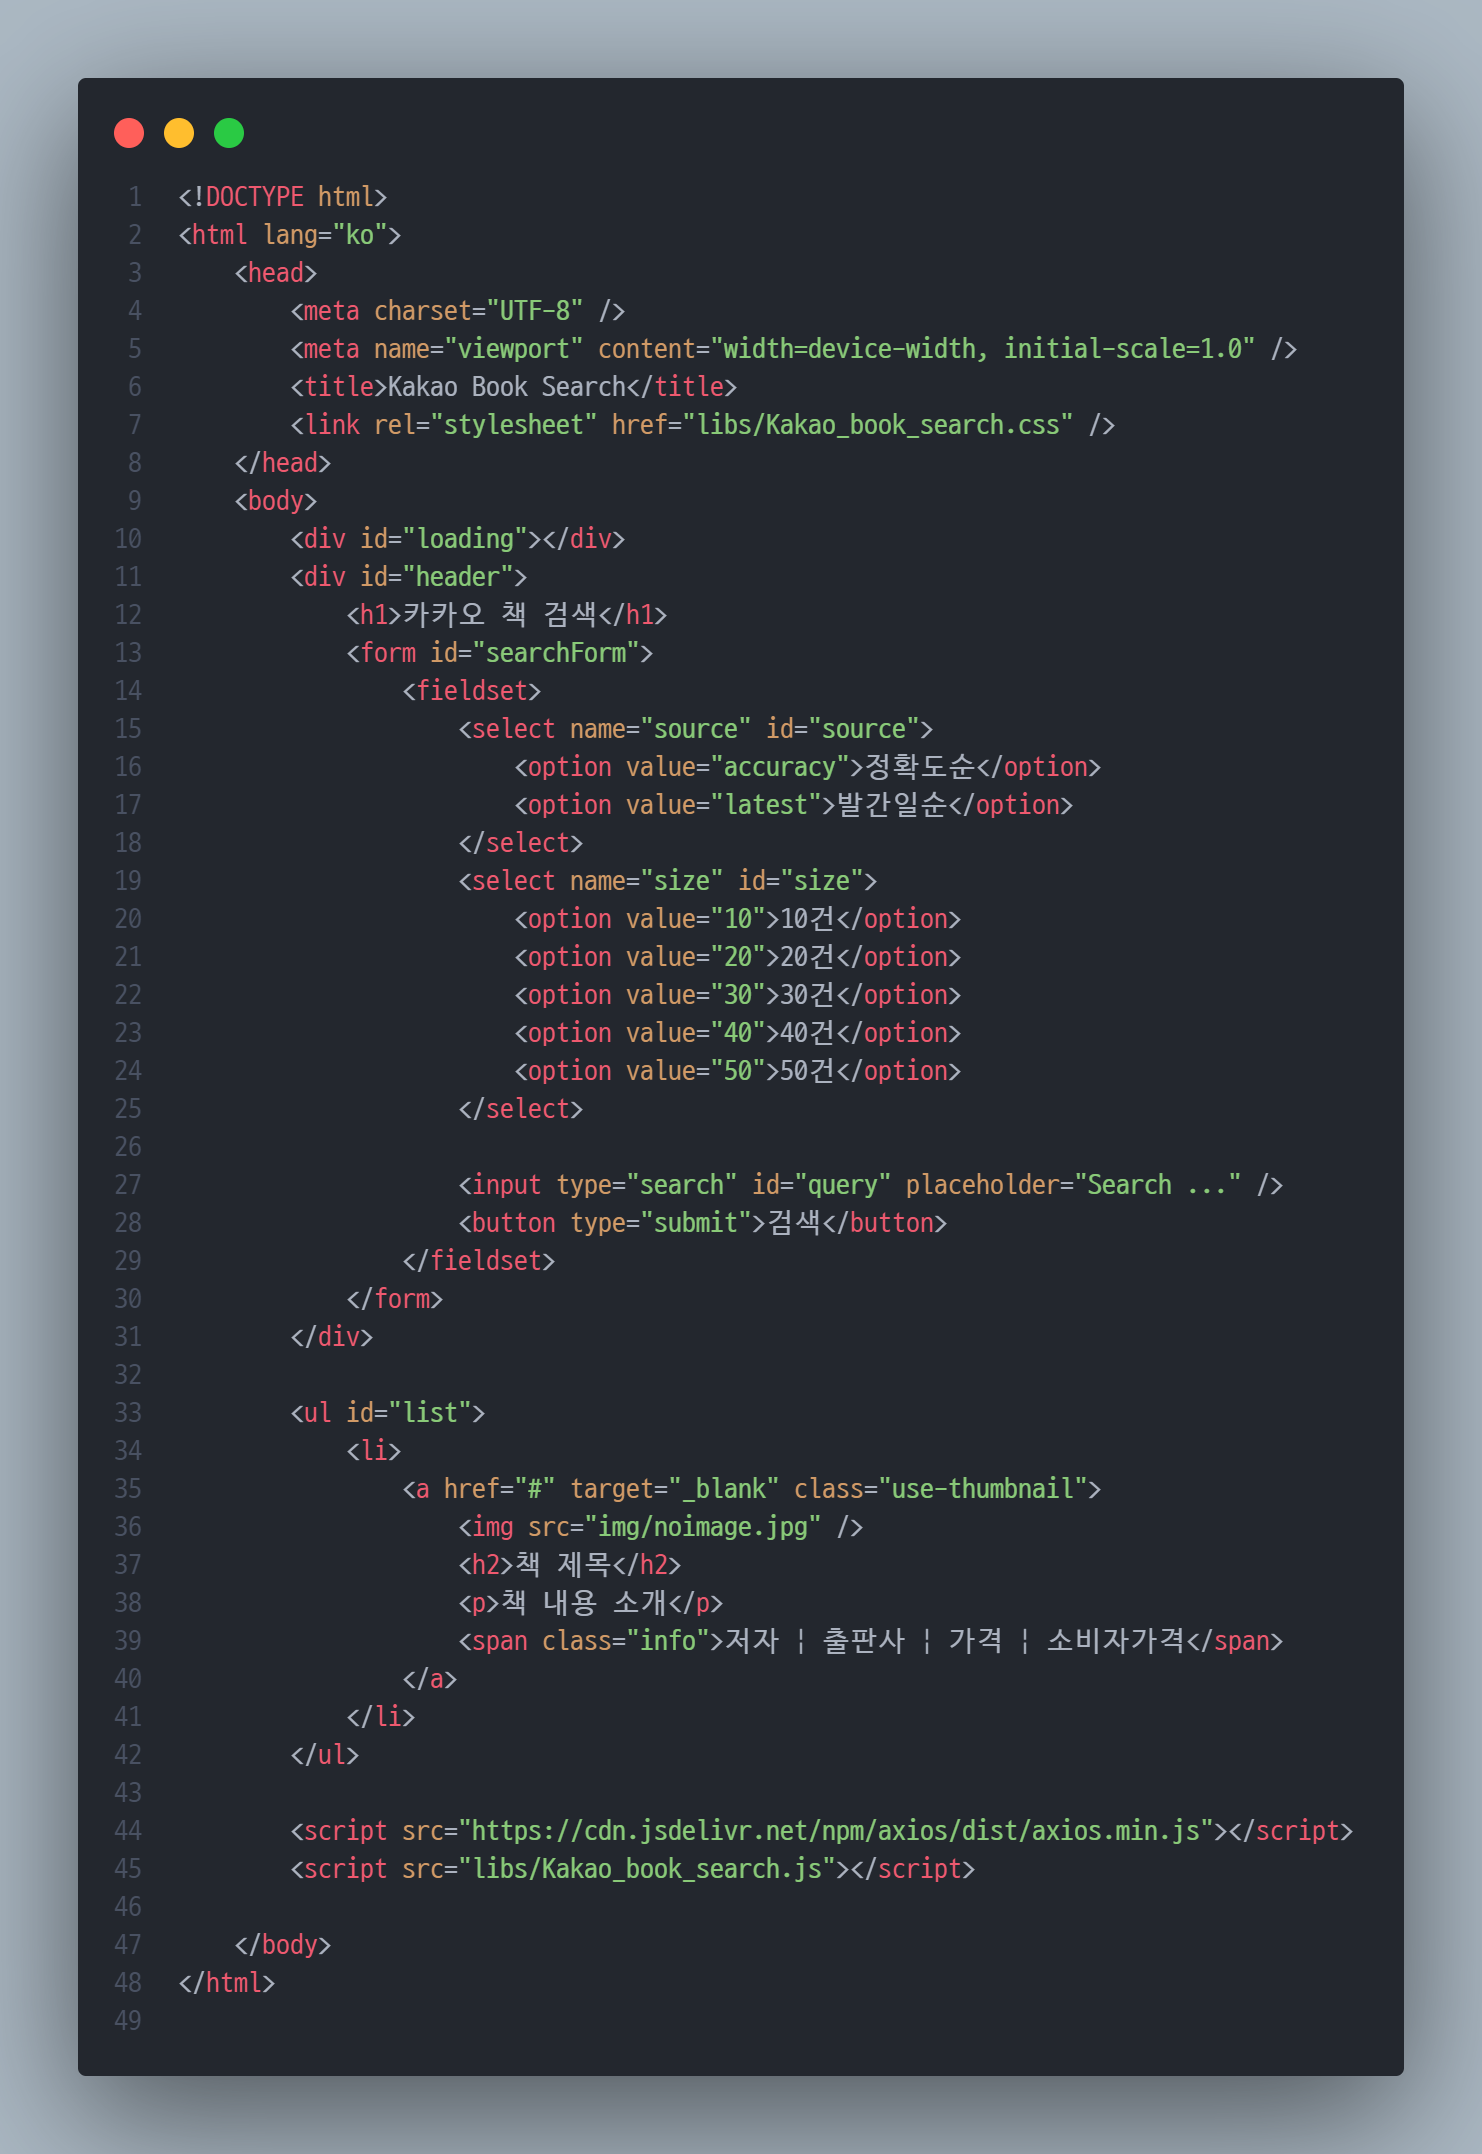 1 <!DOCTYPE html>
2 <html lang="ko">
3     <head>
4         <meta charset="UTF-8" />
5         <meta name="viewport" content="width=device-width, initial-scale=1.0" />
6         <title>Kakao Book Search</title>
7         <link rel="stylesheet" href="libs/Kakao_book_search.css" />
8     </head>
9     <body>
10         <div id="loading"></div>
11         <div id="header">
12             <h1>카카오 책 검색</h1>
13             <form id="searchForm">
14                 <fieldset>
15                     <select name="source" id="source">
16                         <option value="accuracy">정확도순</option>
17                         <option value="latest">발간일순</option>
18                     </select>
19                     <select name="size" id="size">
20                         <option value="10">10건</option>
21                         <option value="20">20건</option>
22                         <option value="30">30건</option>
23                         <option value="40">40건</option>
24                         <option value="50">50건</option>
25                     </select>
26
27                     <input type="search" id="query" placeholder="Search ..." />
28                     <button type="submit">검색</button>
29                 </fieldset>
30             </form>
31         </div>
32
33         <ul id="list">
34             <li>
35                 <a href="#" target="_blank" class="use-thumbnail">
36                     <img src="img/noimage.jpg" />
37                     <h2>책 제목</h2>
38                     <p>책 내용 소개</p>
39                     <span class="info">저자 | 출판사 | 가격 | 소비자가격</span>
40                 </a>
41             </li>
42         </ul>
43
44         <script src="https://cdn.jsdelivr.net/npm/axios/dist/axios.min.js"></script>
45         <script src="libs/Kakao_book_search.js"></script>
46
47     </body>
48 </html>
49